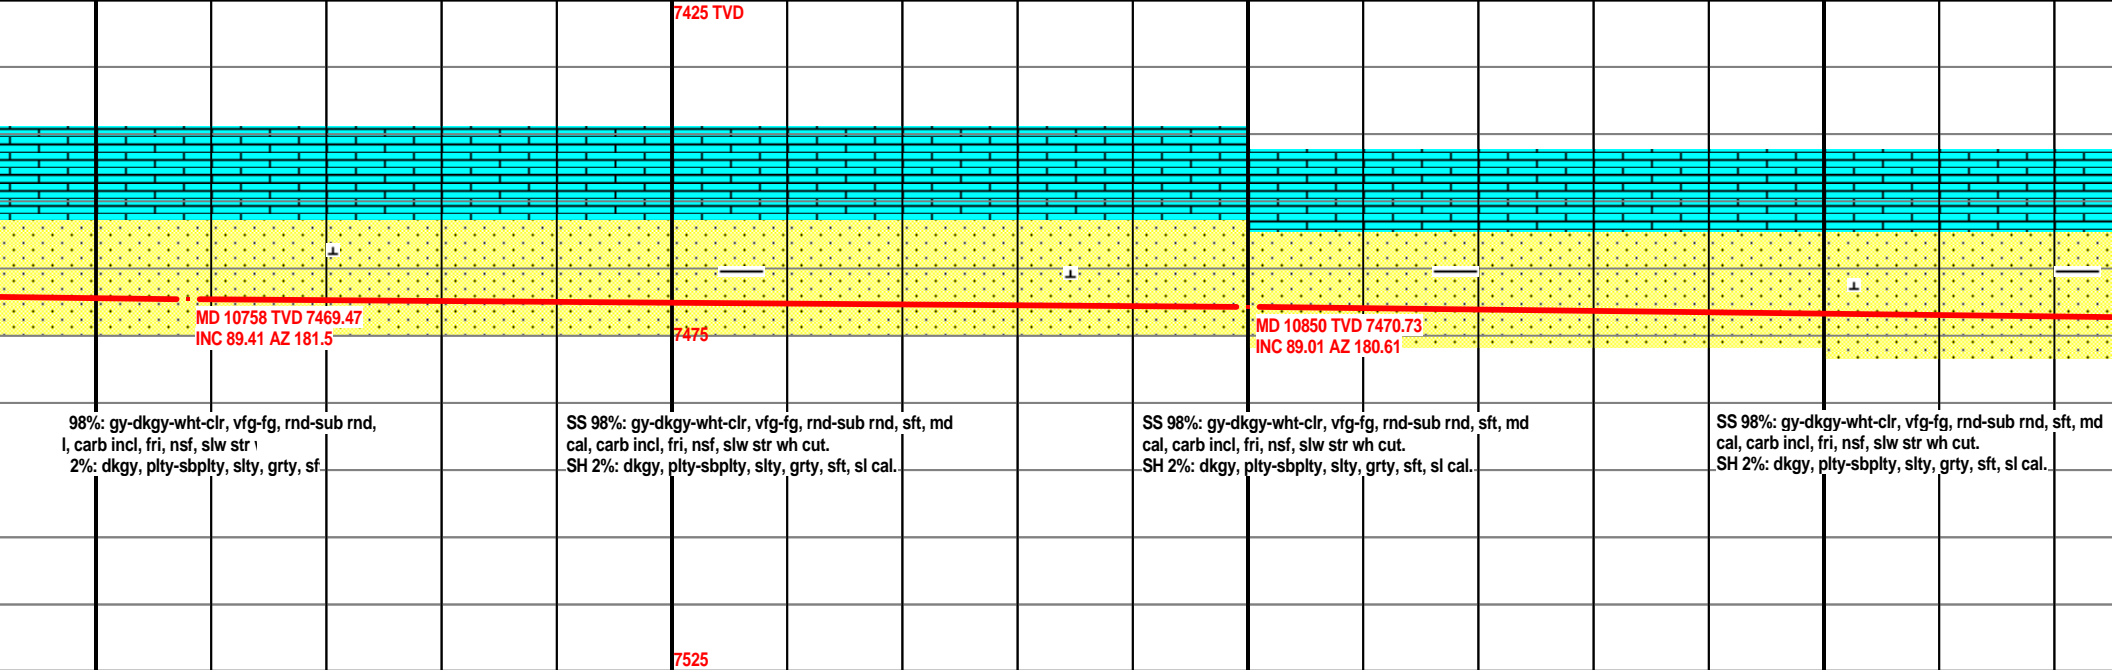 7425 TVD
MD 10758 TVD 7469.47
INC 89.41 AZ 181.5
7475
MD 10850 TVD 7470.73
INC 89.01 AZ 180.61
98%: gy-dkgy-wht-clr, vfg-fg, rnd-sub rnd,
l, carb incl, fri, nsf, slw str
2%: dkgy, plty-sbplty, slty, grty, sf
SS 98%: gy-dkgy-wht-clr, vfg-fg, rnd-sub rnd, sft, md
cal, carb incl, fri, nsf, slw str wh cut.
SH 2%: dkgy, plty-sbplty, slty, grty, sft, sl cal.
SS 98%: gy-dkgy-wht-clr, vfg-fg, rnd-sub rnd, sft, md
cal, carb incl, fri, nsf, slw str wh cut.
SH 2%: dkgy, plty-sbplty, slty, grty, sft, sl cal.
SS 98%: gy-dkgy-wht-clr, vfg-fg, rnd-sub rnd, sft, md
cal, carb incl, fri, nsf, slw str wh cut.
SH 2%: dkgy, plty-sbplty, slty, grty, sft, sl cal.
7525